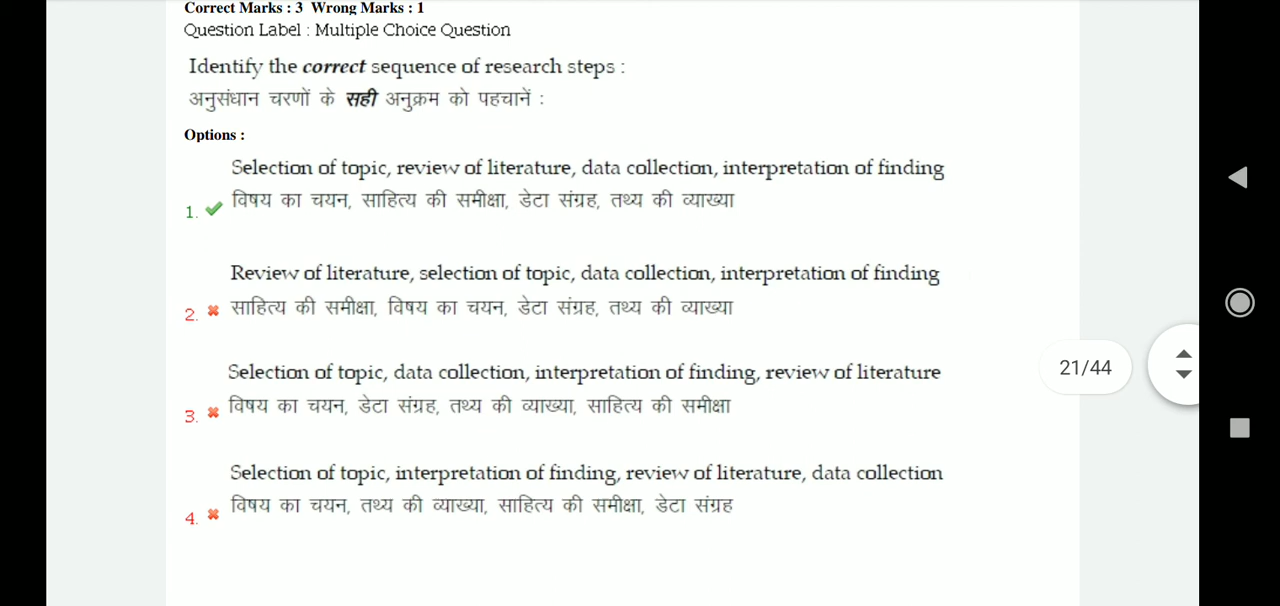 Correct Marks : 3 Wrong Marks : 1
Question Label : Multiple Choice Question
Identify the correct sequence of research steps :
अनुसंधान चरणों के सही अनुक्रम को पहचानें :
Options :
Selection of topic, review of literature, data collection, interpretation of finding
विषय का चयन, साहित्य की समीक्षा, डेटा संग्रह, तथ्य की व्याख्या
1.
Review of literature, selection of topic, data collection, interpretation of finding
साहित्य की समीक्षा, विषय का चयन, डेटा संग्रह, तथ्य की व्याख्या
2.
21/44
Selection of topic, data collection, interpretation of finding, review of literature
विषय का चयन, डेटा संग्रह, तथ्य की व्याख्या, साहित्य की समीक्षा
3.
Selection of topic, interpretation of finding, review of literature, data collection
विषय का चयन, तथ्य की व्याख्या, साहित्य की समीक्षा, डेटा संग्रह
4.